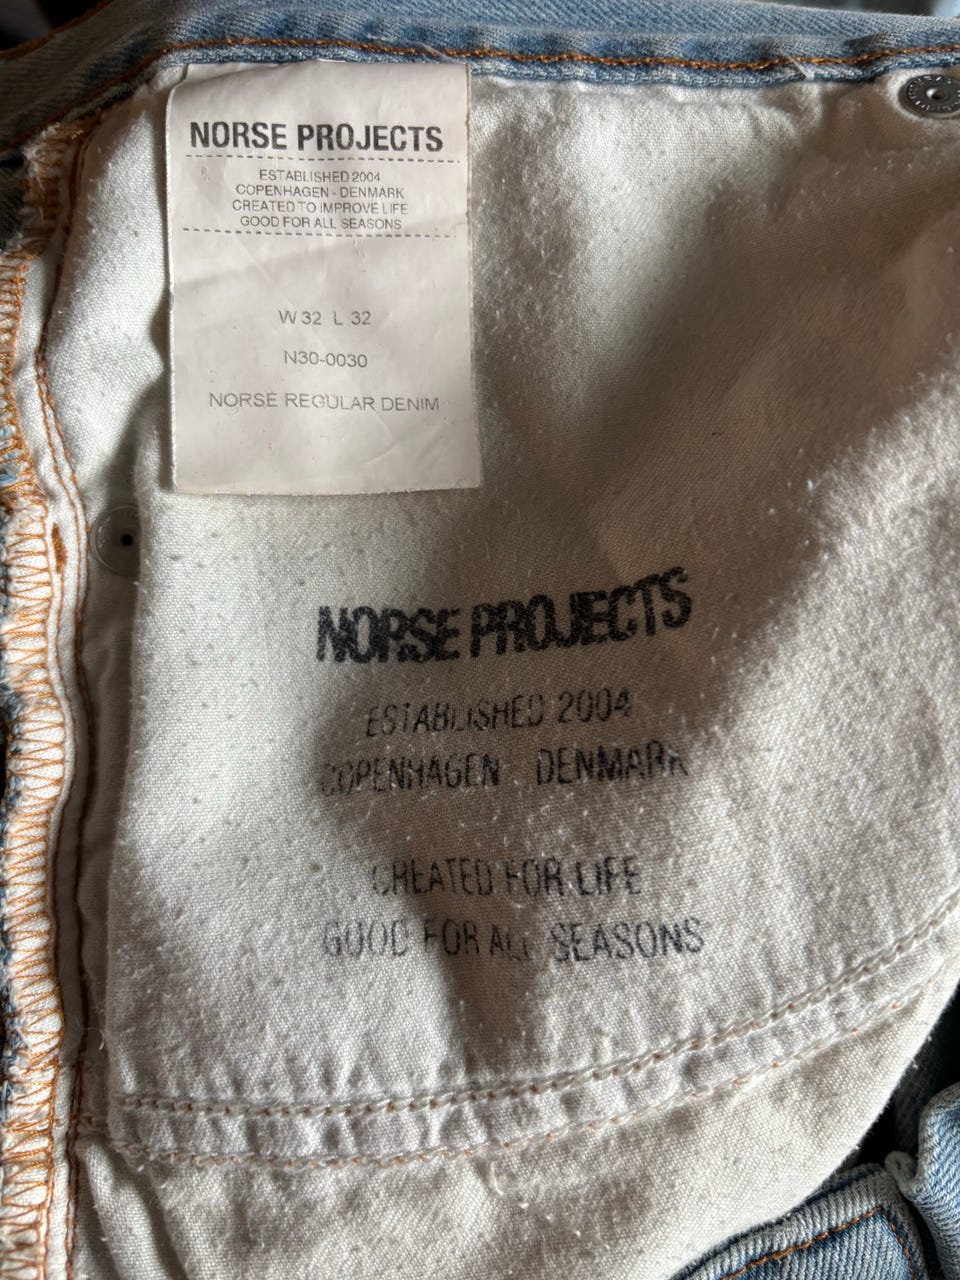 NORSE PROJECTS
ESTABLISHED 2004
COPENHAGEN - DENMARK
CREATED TO IMPROVE LIFE
GOOD FOR ALL SEASONS
W 32 L 32
N30-0030
NORSE REGULAR DENIM
NORSE PROJECTS
ESTABLISHED 2004
COPENHAGEN DENMARK
CREATED FOR LIFE
GOOD FOR ALL SEASONS